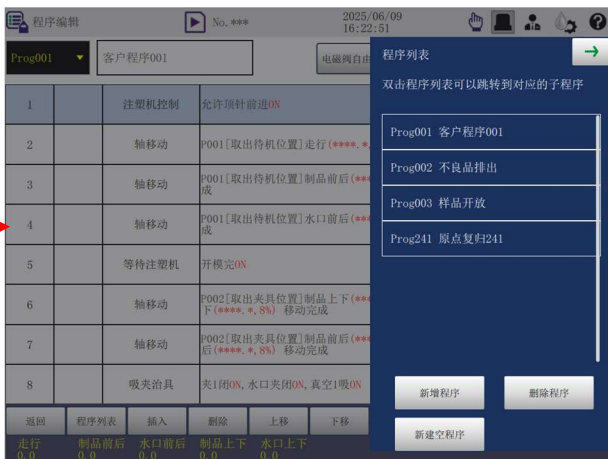 程序编辑
No. ***
2025/06/09
16:22:51
Prog001
客户程序001
电磁阀自由
1 注塑机控制 允许顶针前进ON
2 轴移动 P001[取出待机位置]走行(****.*,
3 轴移动 P001[取出待机位置]制品前后(***
成
4 轴移动 P001[取出待机位置]水口前后(***
成
5 等待注塑机 开模完ON
6 轴移动 P002[取出夹具位置]制品上下(***
下(****.*,8%) 移动完成
7 轴移动 P002[取出夹具位置]制品前后(***
后(****.*,8%) 移动完成
8 吸夹治具 夹1闭ON,水口夹闭ON,真空1吸ON
返回 程序列表 插入 删除 上移 下移
走行 制品前后 水口前后 制品上下 水口上下
0.0 0.0 0.0 0.0 0.0
程序列表
双击程序列表可以跳转到对应的子程序
Prog001 客户程序001
Prog002 不良品排出
Prog003 样品开放
Prog241 原点复归241
新增程序 删除程序
新建空程序